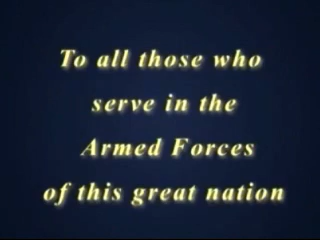 To all those who
serve in the
Armed Forces
of this great nation